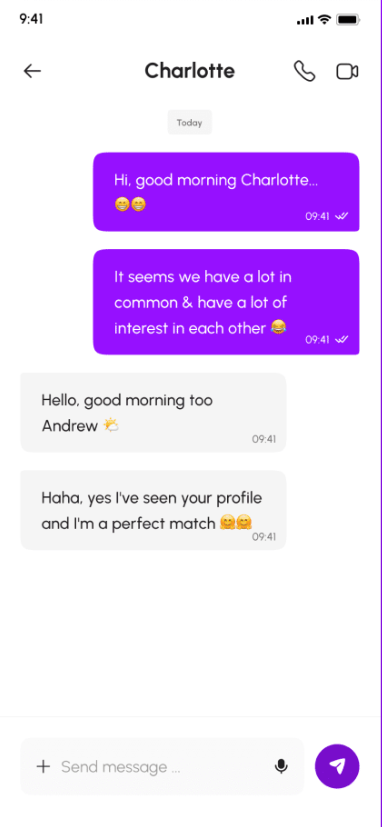 9:41
Charlotte
Today
Hi, good morning Charlotte...
😁😁
09:41
It seems we have a lot in
common & have a lot of
interest in each other 😂
09:41
Hello, good morning too
Andrew 🌤️
09:41
Haha, yes I've seen your profile
and I'm a perfect match 🤗🤗
09:41
Send message ...